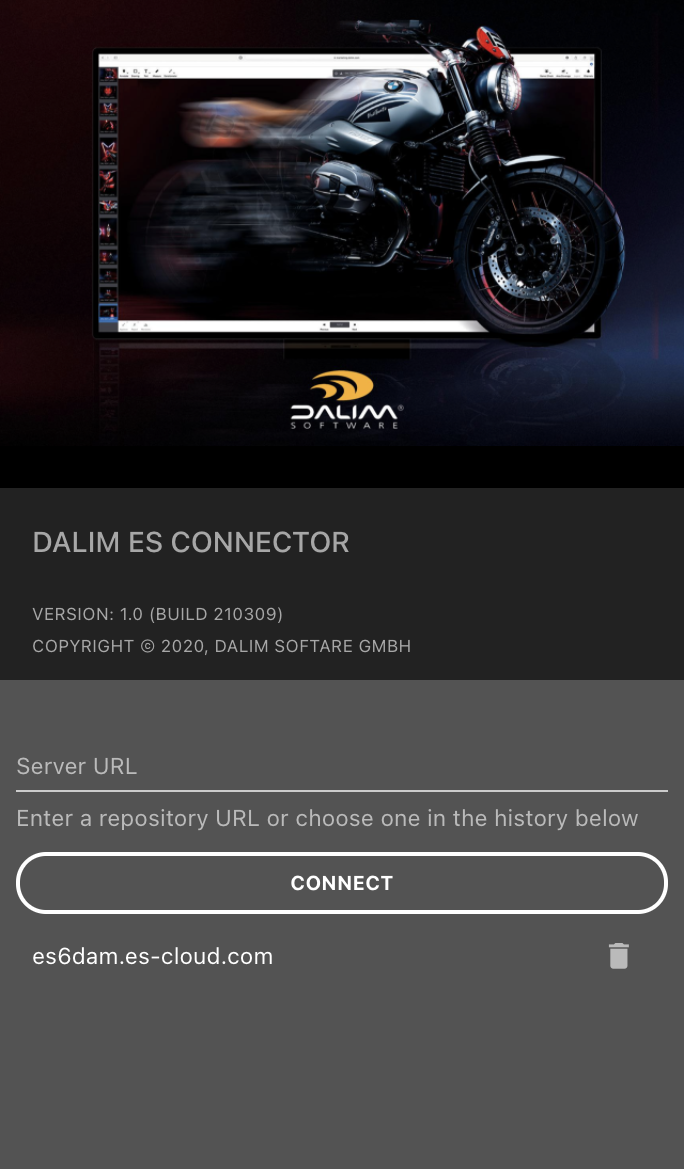 DALIM®
SOFTWARE
DALIM ES CONNECTOR
VERSION: 1.0 (BUILD 210309)
COPYRIGHT © 2020, DALIM SOFTARE GMBH
Server URL
Enter a repository URL or choose one in the history below
CONNECT
es6dam.es-cloud.com